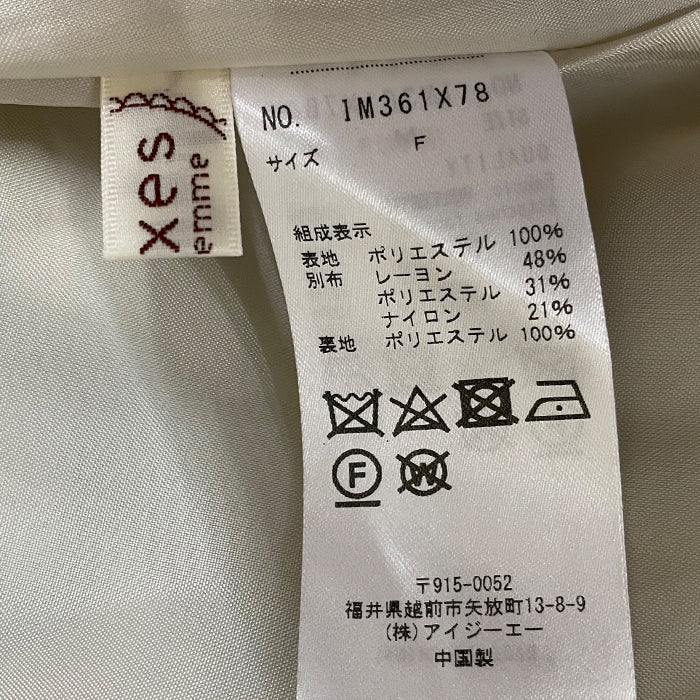 xes
emme
NO. IM361X78
サイズ F
組成表示
表地 ポリエステル 100%
別布 レーヨン 48%
ポリエステル 31%
ナイロン 21%
裏地 ポリエステル 100%
F
W
〒915-0052
福井県越前市矢放町13-8-9
(株)アイジーエー
中国製